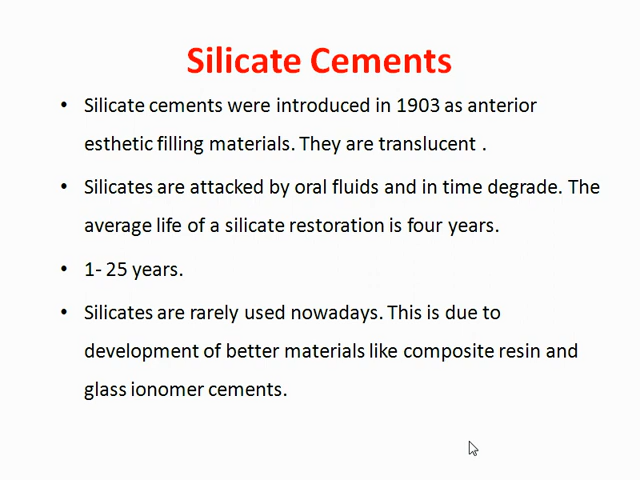 Silicate Cements
• Silicate cements were introduced in 1903 as anterior
esthetic filling materials. They are translucent .
• Silicates are attacked by oral fluids and in time degrade. The
average life of a silicate restoration is four years.
• 1- 25 years.
• Silicates are rarely used nowadays. This is due to
development of better materials like composite resin and
glass ionomer cements.